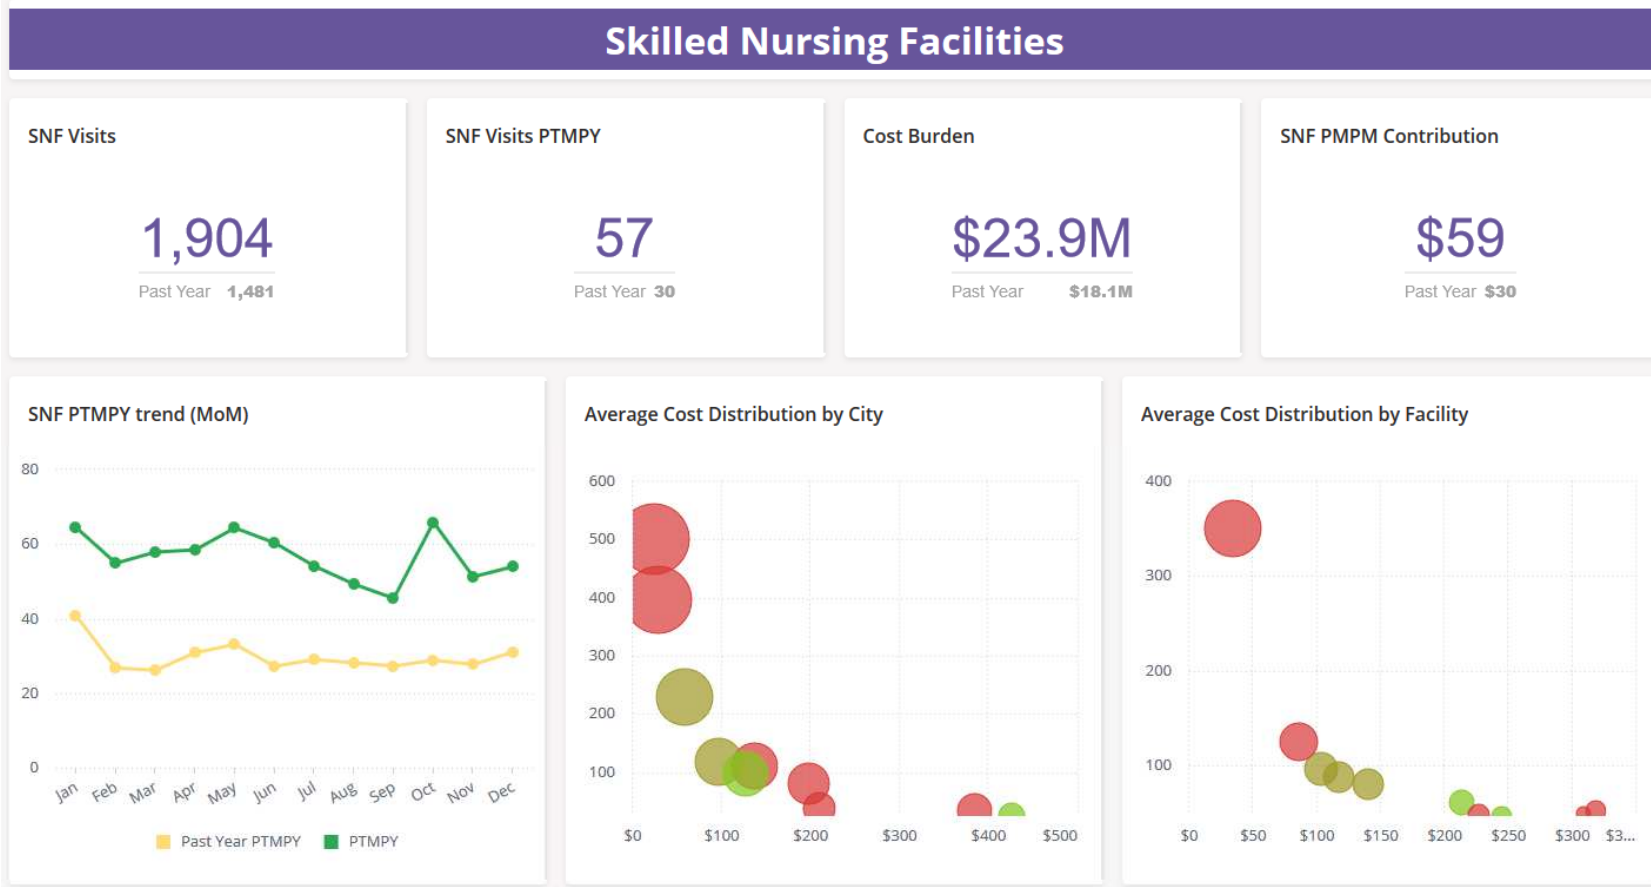 Skilled Nursing Facilities
SNF Visits
1,904
Past Year 1,481
SNF Visits PTMPY
57
Past Year 30
Cost Burden
$23.9M
Past Year $18.1M
SNF PMPM Contribution
$59
Past Year $30
SNF PTMPY trend (MoM)
80
60
40
20
0
Jan Feb Mar Apr May Jun Jul Aug Sep Oct Nov Dec
Past Year PTMPY PTMPY
Average Cost Distribution by City
600
500
400
300
200
100
$0 $100 $200 $300 $400 $500
Average Cost Distribution by Facility
400
300
200
100
$0 $50 $100 $150 $200 $250 $300 $3...